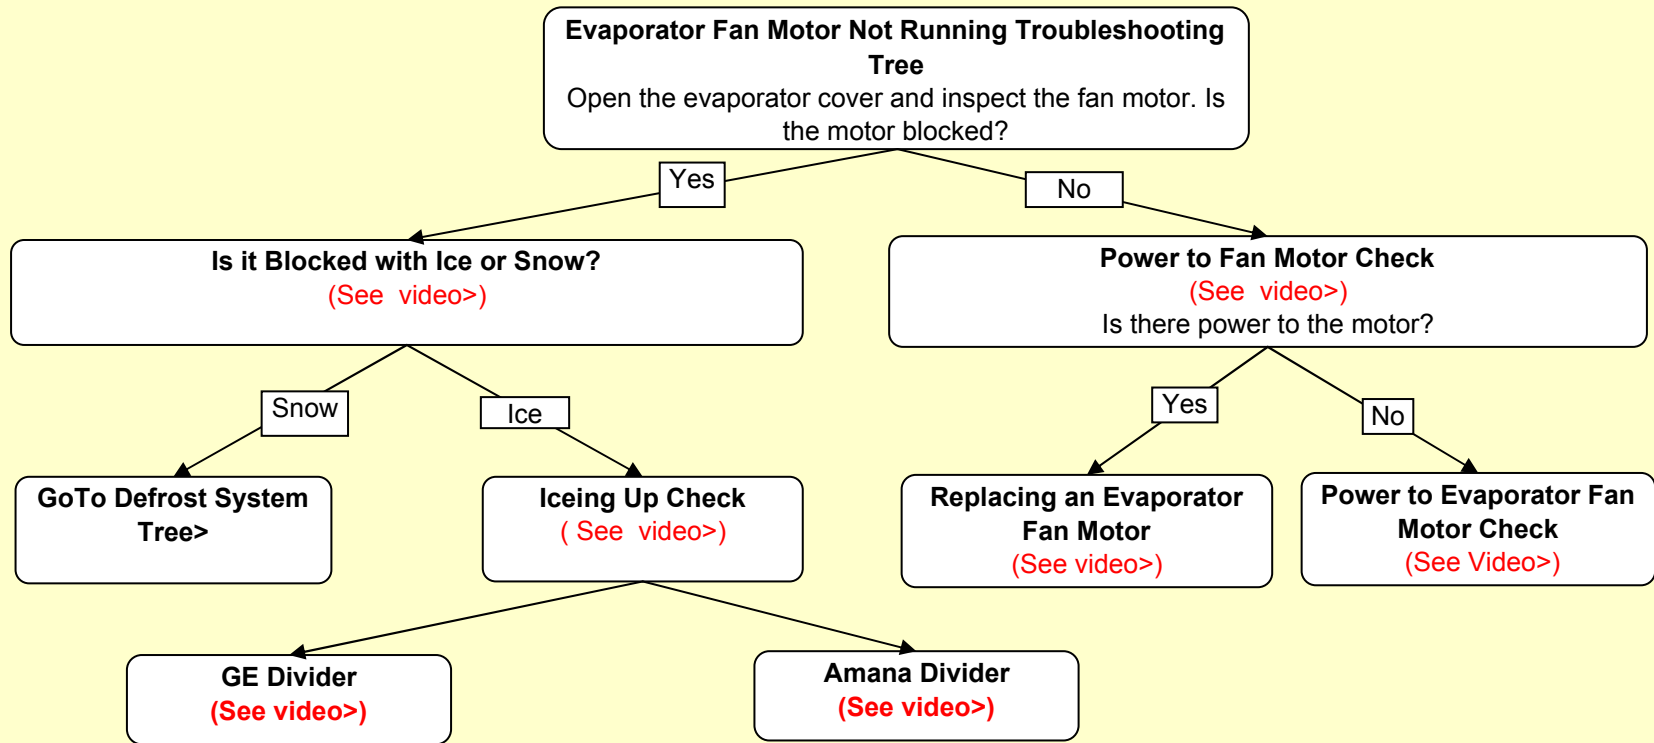 Evaporator Fan Motor Not Running Troubleshooting
Tree
Open the evaporator cover and inspect the fan motor. Is
the motor blocked?
Yes
No
Is it Blocked with Ice or Snow?
(See video>)
Power to Fan Motor Check
(See video>)
Is there power to the motor?
Snow
Ice
Yes
No
GoTo Defrost System
Tree>
Iceing Up Check
( See video>)
Replacing an Evaporator
Fan Motor
(See video>)
Power to Evaporator Fan
Motor Check
(See Video>)
GE Divider
(See video>)
Amana Divider
(See video>)